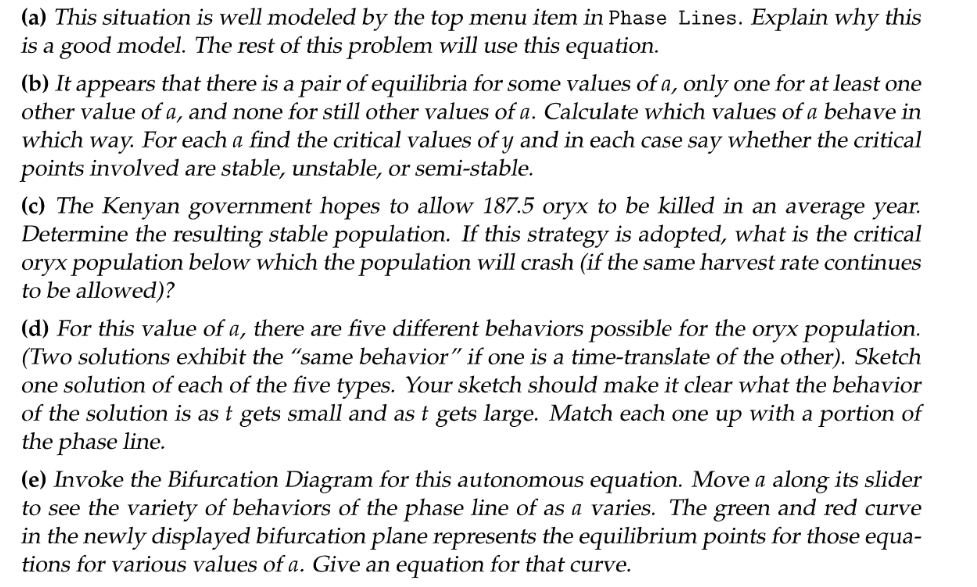 (a) This situation is well modeled by the top menu item in Phase Lines. Explain why this
is a good model. The rest of this problem will use this equation.
(b) It appears that there is a pair of equilibria for some values of a, only one for at least one
other value of a, and none for still other values of a. Calculate which values of a behave in
which way. For each a find the critical values of y and in each case say whether the critical
points involved are stable, unstable, or semi-stable.
(c) The Kenyan government hopes to allow 187.5 oryx to be killed in an average year.
Determine the resulting stable population. If this strategy is adopted, what is the critical
oryx population below which the population will crash (if the same harvest rate continues
to be allowed)?
(d) For this value of a, there are five different behaviors possible for the oryx population.
(Two solutions exhibit the “same behavior” if one is a time-translate of the other). Sketch
one solution of each of the five types. Your sketch should make it clear what the behavior
of the solution is as t gets small and as t gets large. Match each one up with a portion of
the phase line.
(e) Invoke the Bifurcation Diagram for this autonomous equation. Move a along its slider
to see the variety of behaviors of the phase line of as a varies. The green and red curve
in the newly displayed bifurcation plane represents the equilibrium points for those equa-
tions for various values of a. Give an equation for that curve.